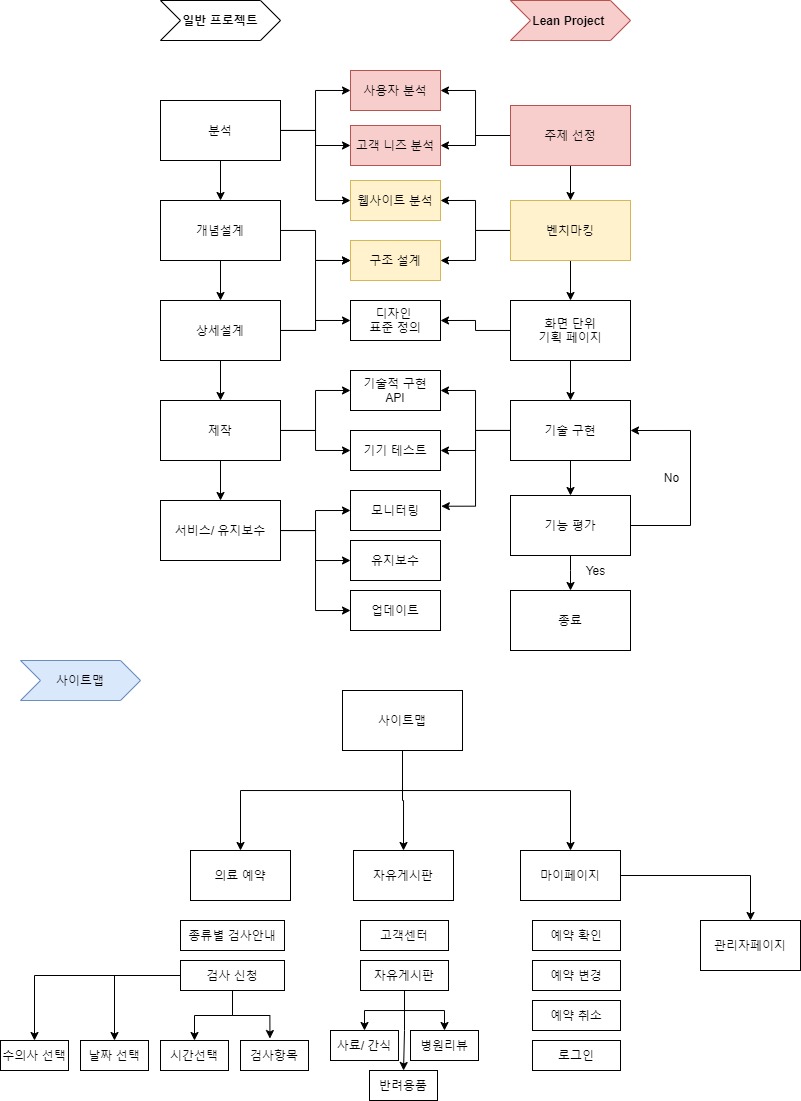 일반 프로젝트
Lean Project
사용자 분석
분석
고객 니즈 분석
주제 선정
웹사이트 분석
개념설계
벤치마킹
구조 설계
상세설계
디자인
표준 정의
화면 단위
기획 페이지
기술적 구현
API
제작
기술 구현
기기 테스트
No
모니터링
서비스/ 유지보수
기능 평가
유지보수
Yes
업데이트
종료
사이트맵
사이트맵
의료 예약
자유게시판
마이페이지
종류별 검사안내
고객센터
예약 확인
관리자페이지
검사 신청
자유게시판
예약 변경
예약 취소
수의사 선택
날짜 선택
시간선택
검사항목
사료/ 간식
병원리뷰
로그인
반려용품